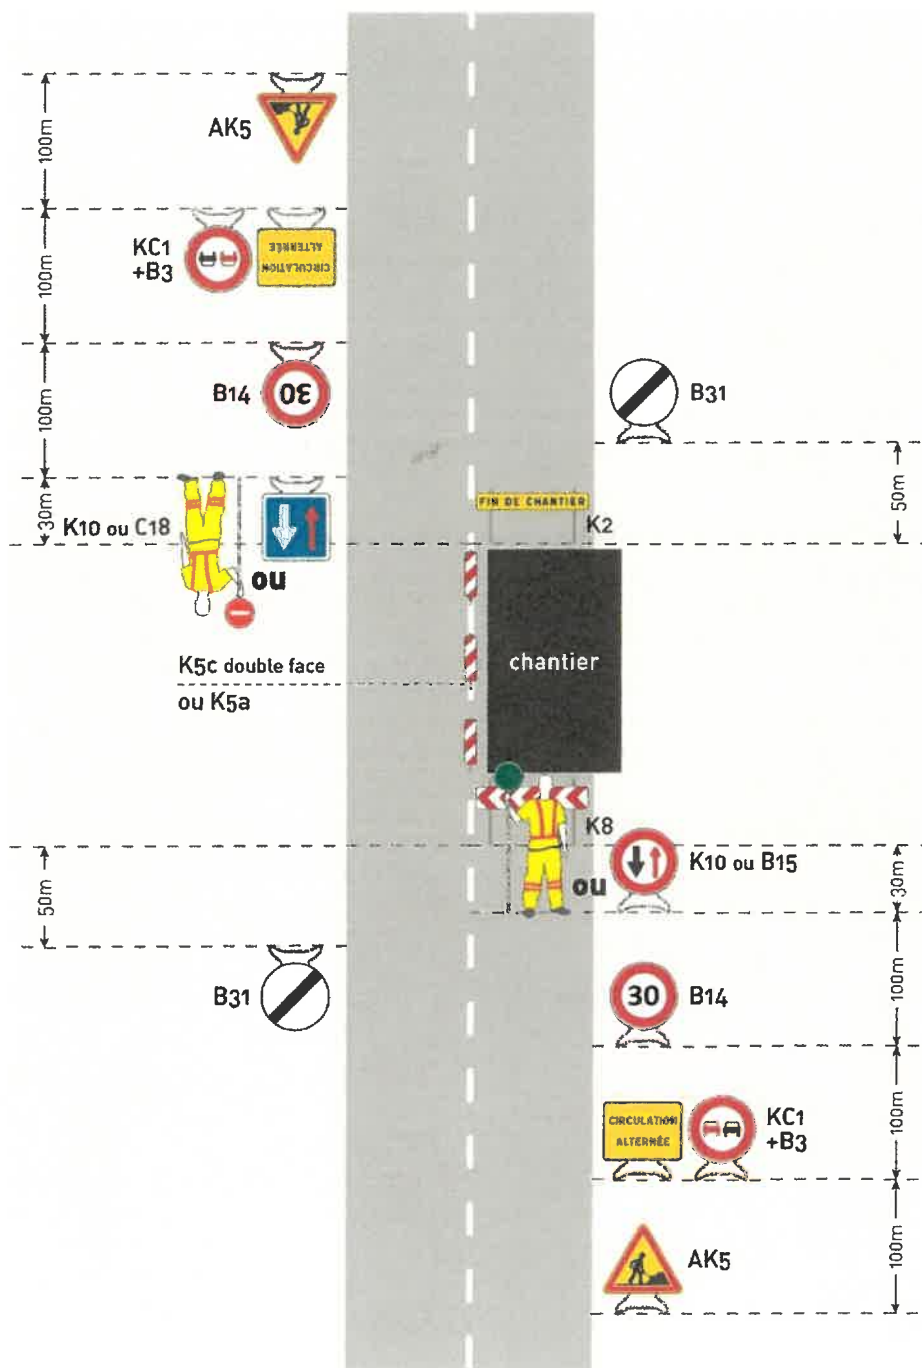 100m
AK5
100m
KC1
+B3
CIRCULATION
ALTERNÉE
100m
B14
30
B31
50m
30m
K10 ou C18
ou
FIN DE CHANTIER
K2
K5c double face
ou K5a
chantier
K8
ou
K10 ou B15
30m
50m
B31
30
B14
100m
CIRCULATION
ALTERNÉE
KC1
+B3
100m
AK5
100m